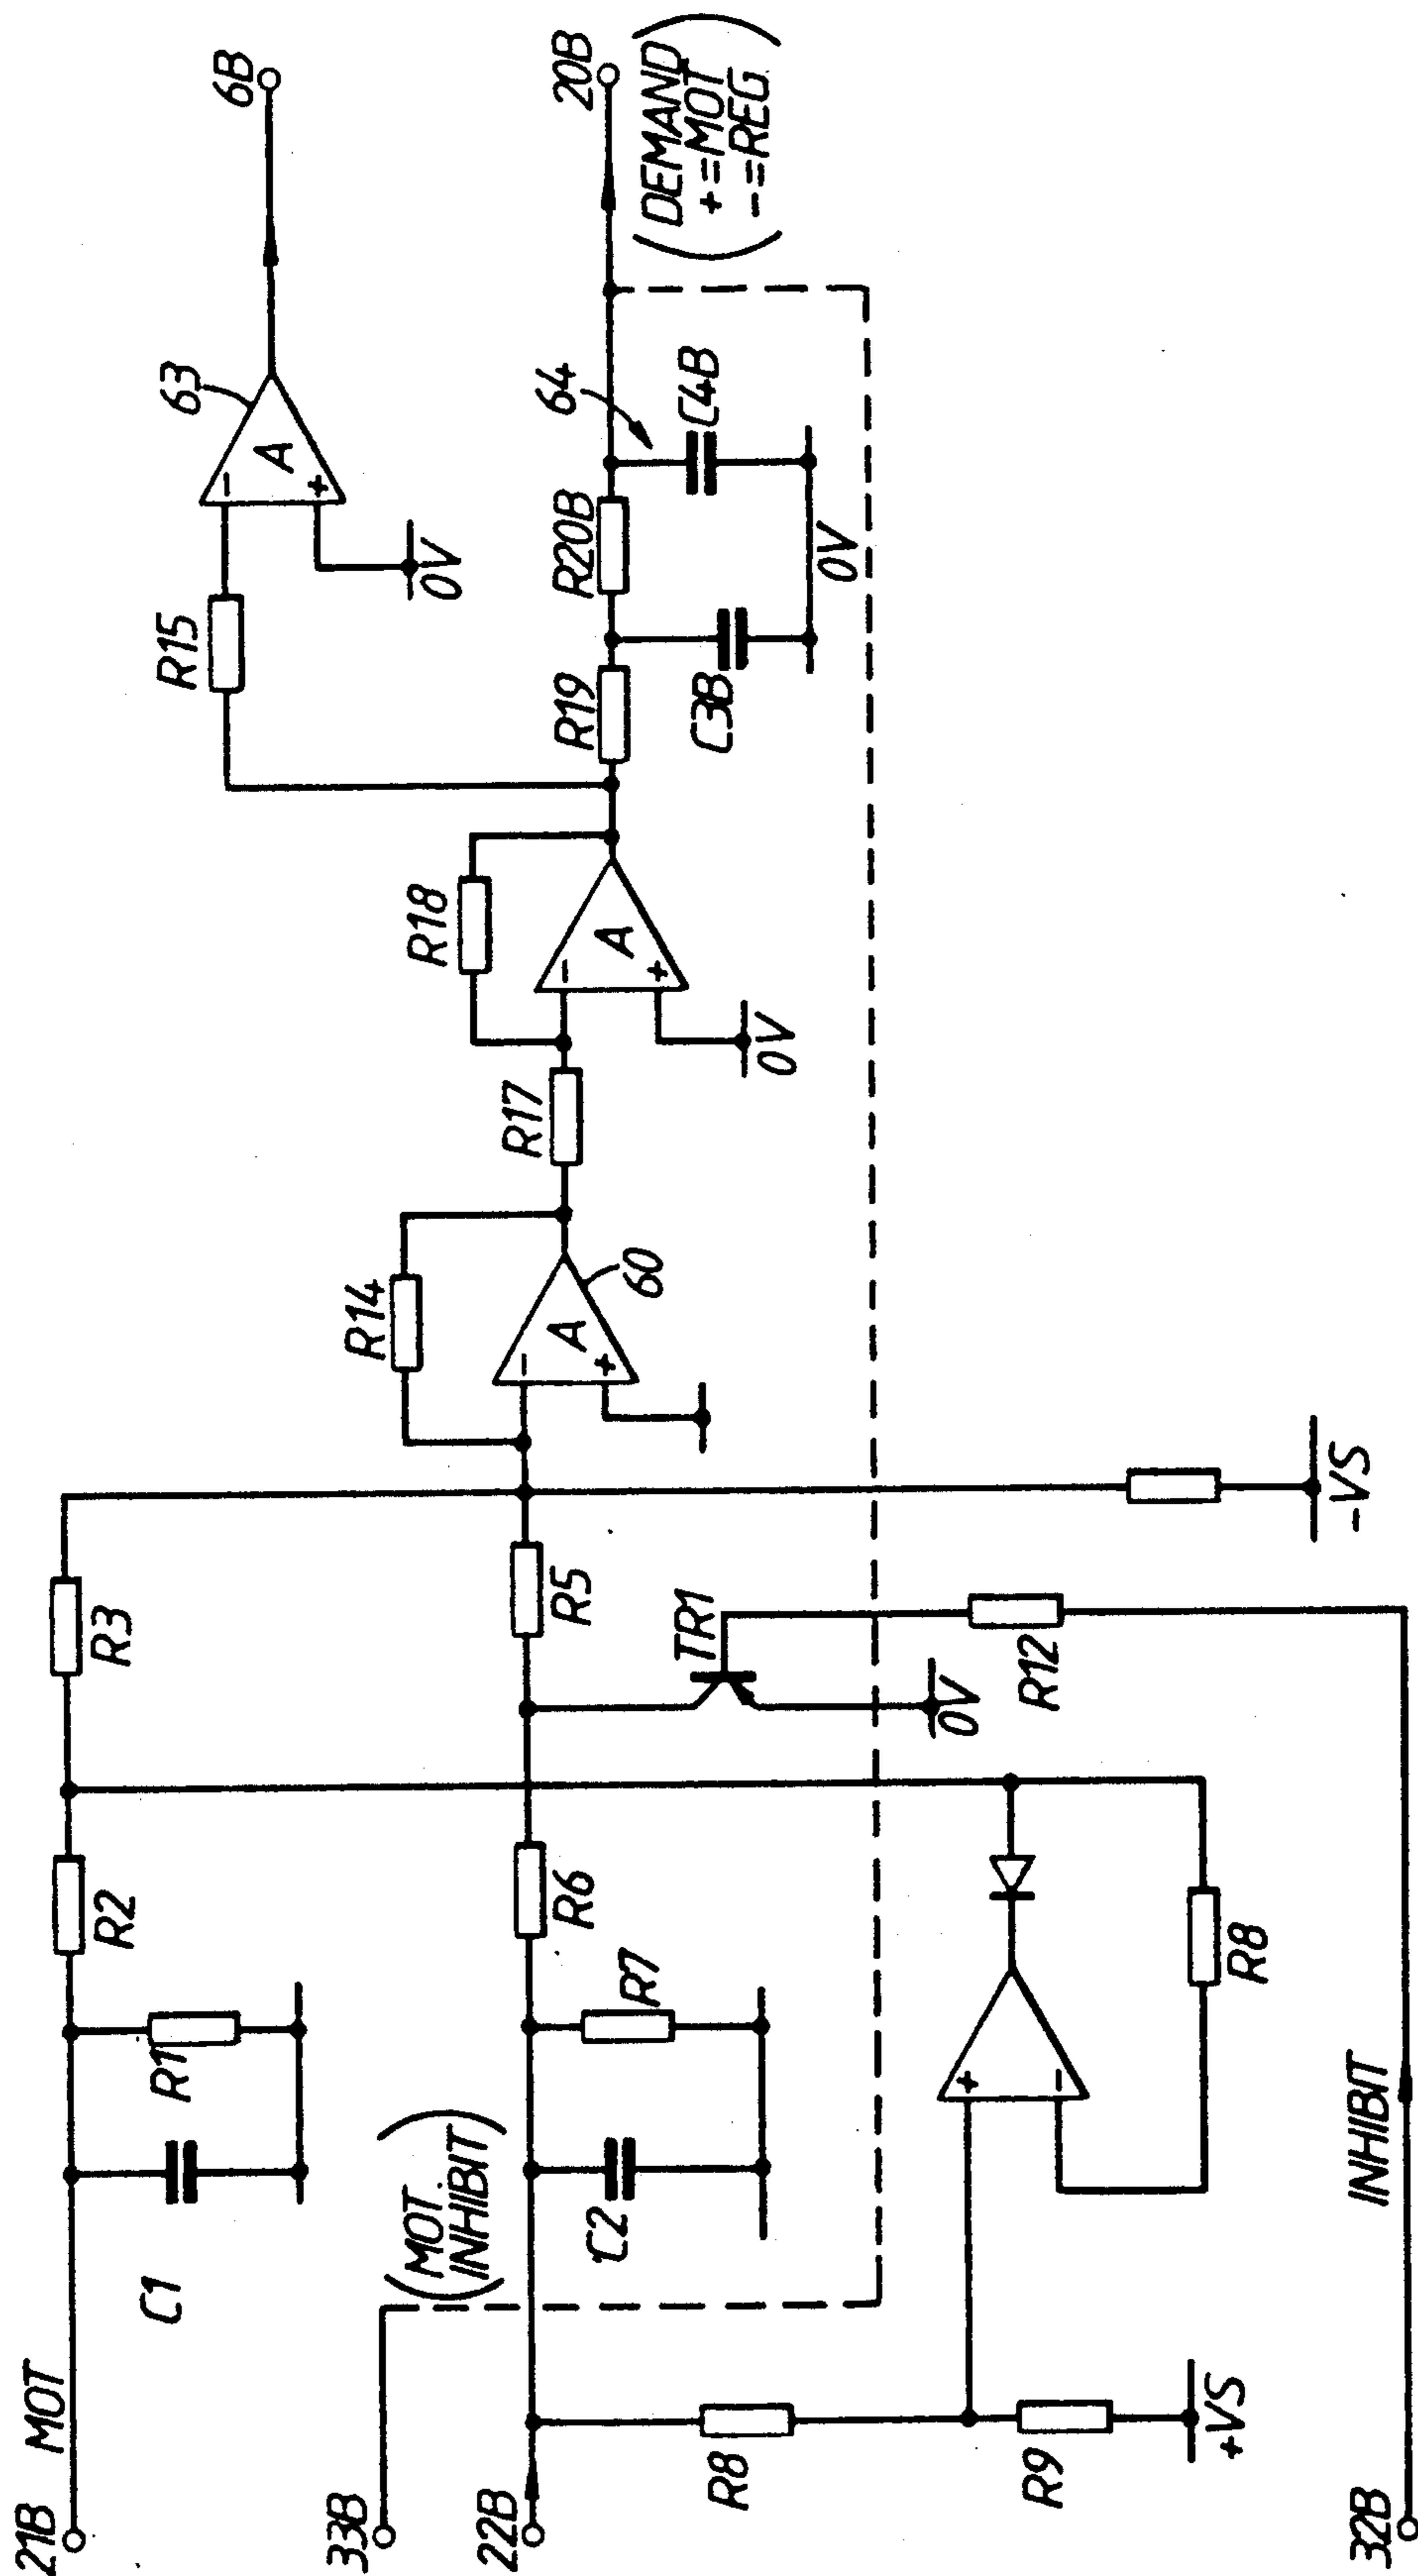 6B
63
A
-
+
R15
0V
20B
(DEMAND
+=MOT
-=REG.)
64
C4B
R20B
0V
R19
C3B
R18
A
-
+
0V
R17
R14
A
-
+
60
-VS
R3
R5
TR1
0V
R12
R2
R6
R1
R7
C1
C2
R8
+
-
(MOT.
INHIBIT)
INHIBIT
21B
MOT
33B
22B
R8
R9
+VS
32B